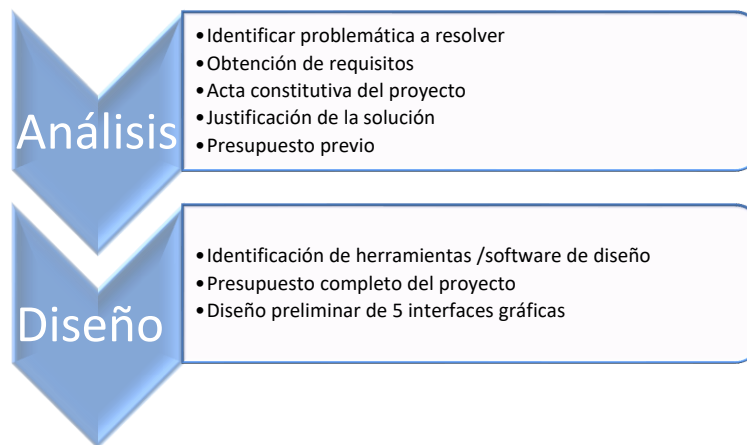 Análisis
•Identificar problemática a resolver
•Obtención de requisitos
•Acta constitutiva del proyecto
•Justificación de la solución
•Presupuesto previo
Diseño
•Identificación de herramientas /software de diseño
•Presupuesto completo del proyecto
•Diseño preliminar de 5 interfaces gráficas